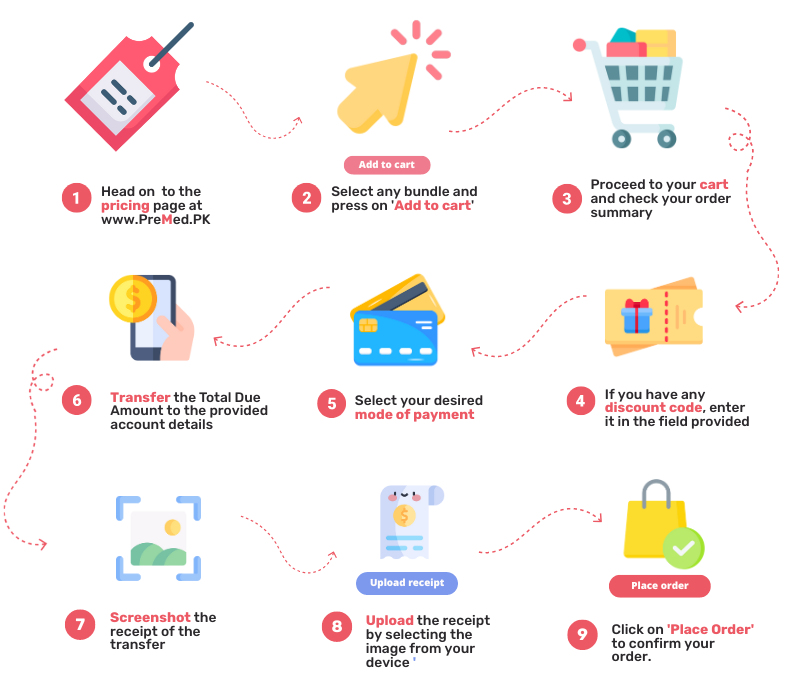 1
Head on to the
pricing page at
www.PreMed.PK
Add to cart
2
Select any bundle and
press on 'Add to cart'
3
Proceed to your cart
and check your order
summary
4
If you have any
discount code, enter
it in the field provided
5
Select your desired
mode of payment
$
6
Transfer the Total Due
Amount to the provided
account details
7
Screenshot the
receipt of the
transfer
$
Upload receipt
8
Upload the receipt
by selecting the
image from your
device '
Place order
9
Click on 'Place Order'
to confirm your
order.